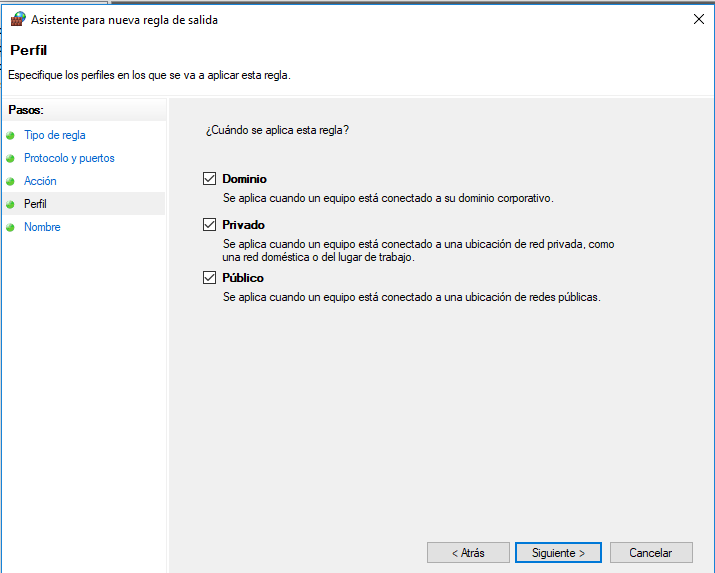 Asistente para nueva regla de salida
Perfil
Especifique los perfiles en los que se va a aplicar esta regla.
Pasos:
Tipo de regla
Protocolo y puertos
Acción
Perfil
Nombre
¿Cuándo se aplica esta regla?
Dominio
Se aplica cuando un equipo está conectado a su dominio corporativo.
Privado
Se aplica cuando un equipo está conectado a una ubicación de red privada, como
una red doméstica o del lugar de trabajo.
Público
Se aplica cuando un equipo está conectado a una ubicación de redes públicas.
< Atrás
Siguiente >
Cancelar